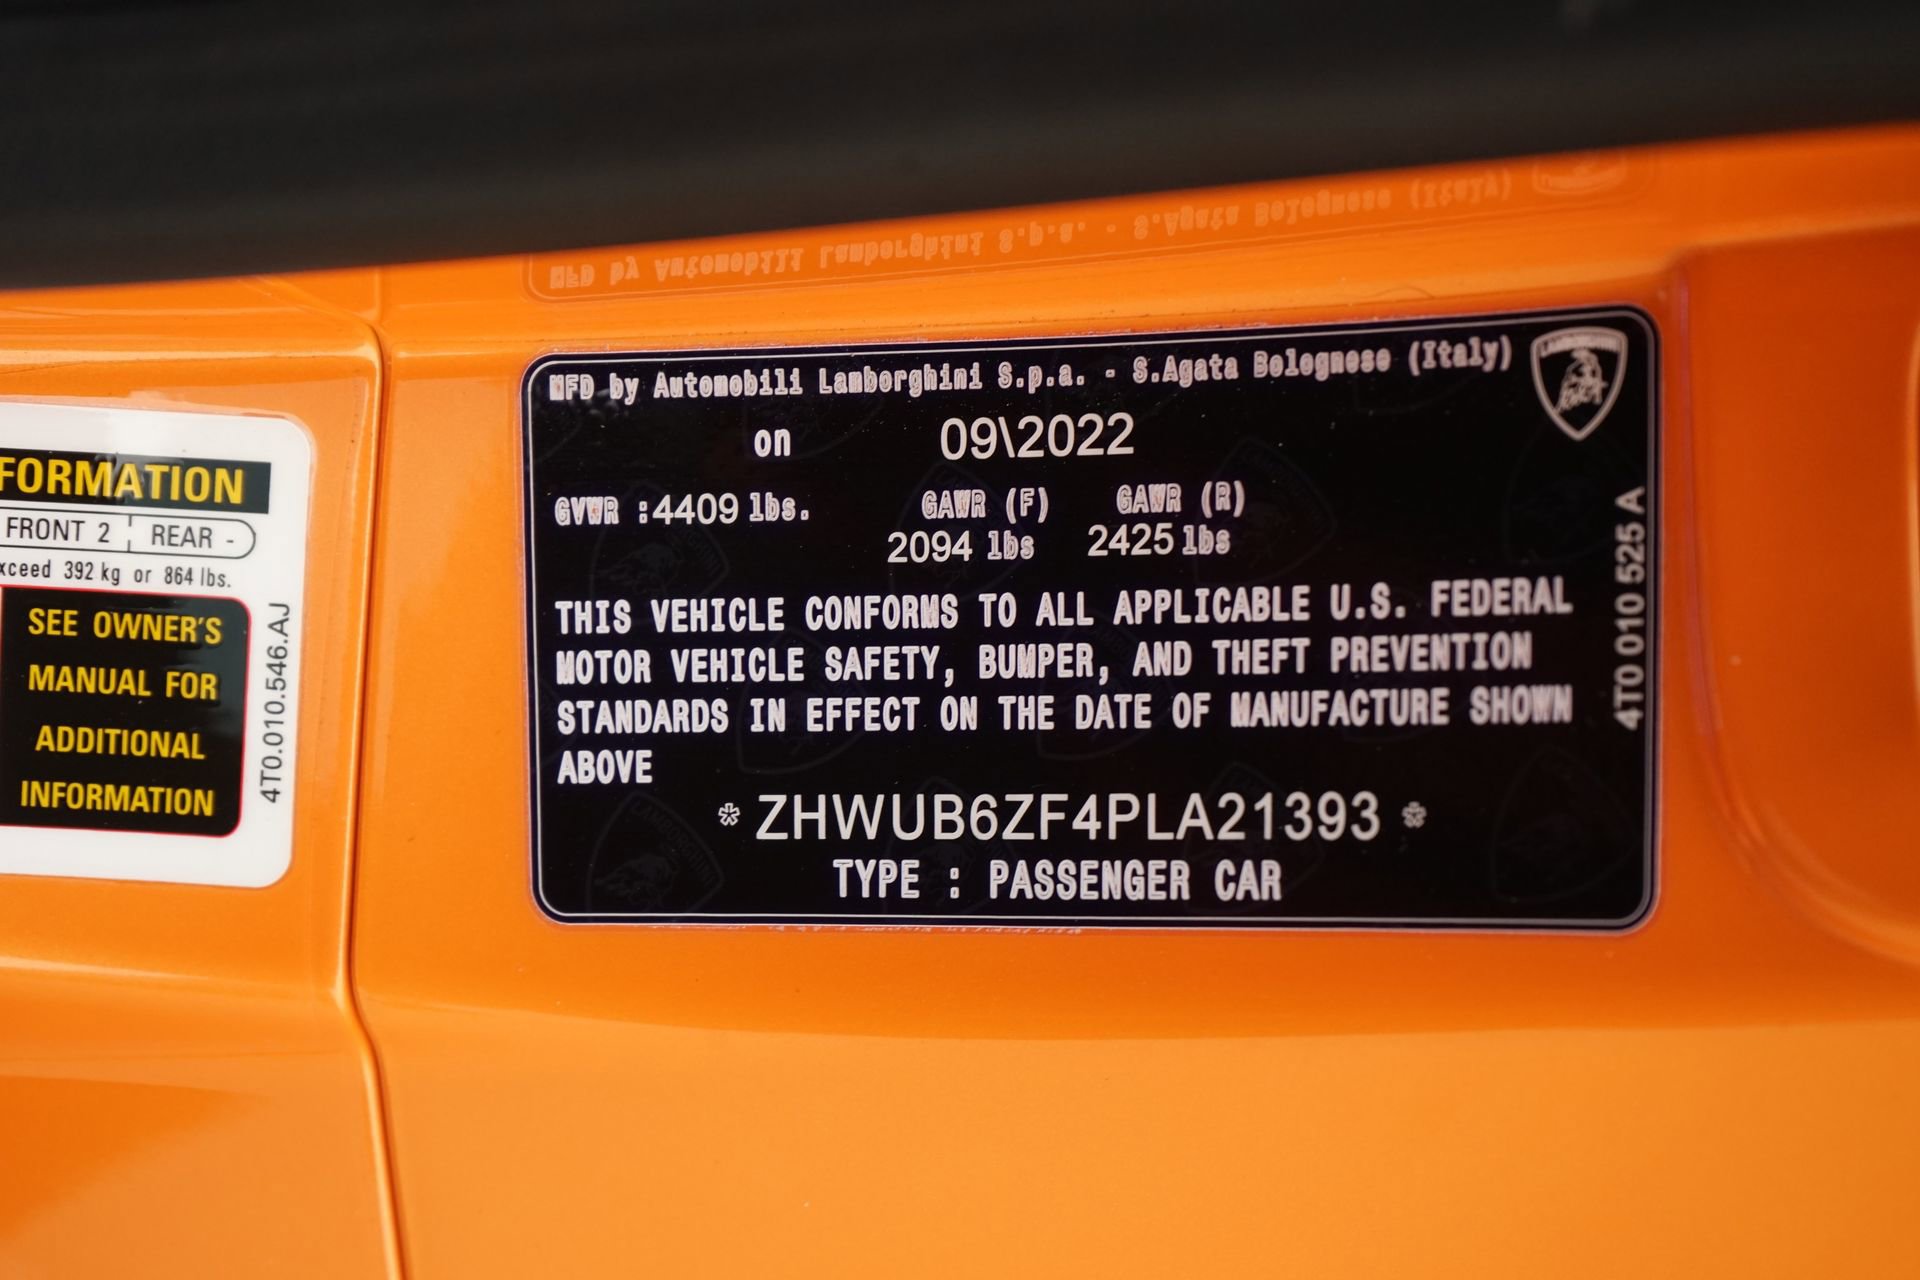 FORMATION
FRONT 2 REAR -
xceed 392 kg or 864 lbs.
SEE OWNER'S
MANUAL FOR
ADDITIONAL
INFORMATION
4T0.010.546.AJ
MFD by Automobili Lamborghini S.p.a. - S.Agata Bolognese (Italy)
LAMBORGHINI
on 09\2022
GVWR :4409 lbs. GAWR (F) GAWR (R)
2094 lbs 2425 lbs
THIS VEHICLE CONFORMS TO ALL APPLICABLE U.S. FEDERAL
MOTOR VEHICLE SAFETY, BUMPER, AND THEFT PREVENTION
STANDARDS IN EFFECT ON THE DATE OF MANUFACTURE SHOWN
ABOVE
* ZHWUB6ZF4PLA21393 *
TYPE : PASSENGER CAR
4T0 010 525 A